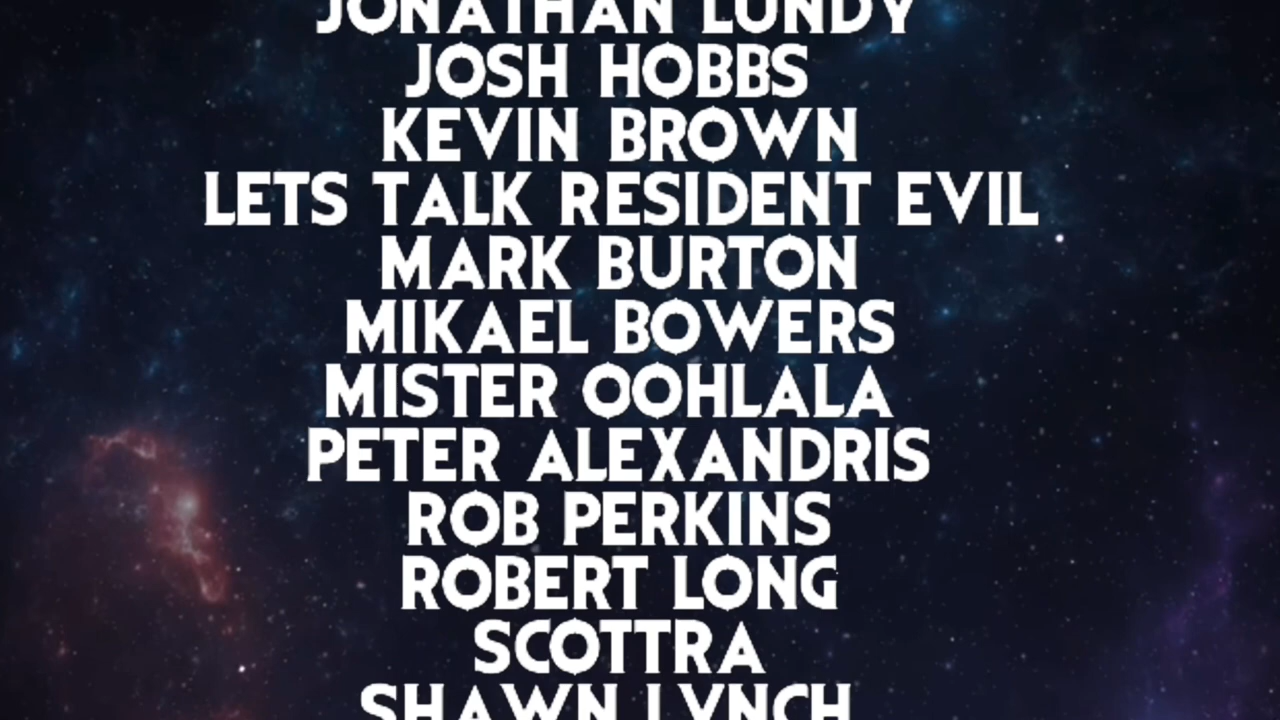 JONATHAN LUNDY
JOSH HOBBS
KEVIN BROWN
LETS TALK RESIDENT EVIL
MARK BURTON
MIKAEL BOWERS
MISTER OOHLALA
PETER ALEXANDRIS
ROB PERKINS
ROBERT LONG
SCOTTRA
SHAWN LYNCH